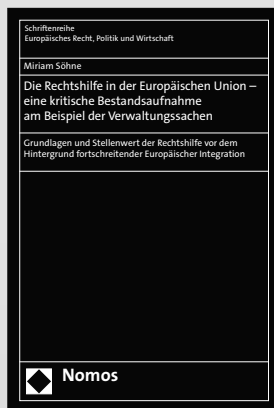 Schriftenreihe
Europäisches Recht, Politik und Wirtschaft
Miriam Söhne
Die Rechtshilfe in der Europäischen Union –
eine kritische Bestandsaufnahme
am Beispiel der Verwaltungssachen
Grundlagen und Stellenwert der Rechtshilfe vor dem
Hintergrund fortschreitender Europäischer Integration
Nomos